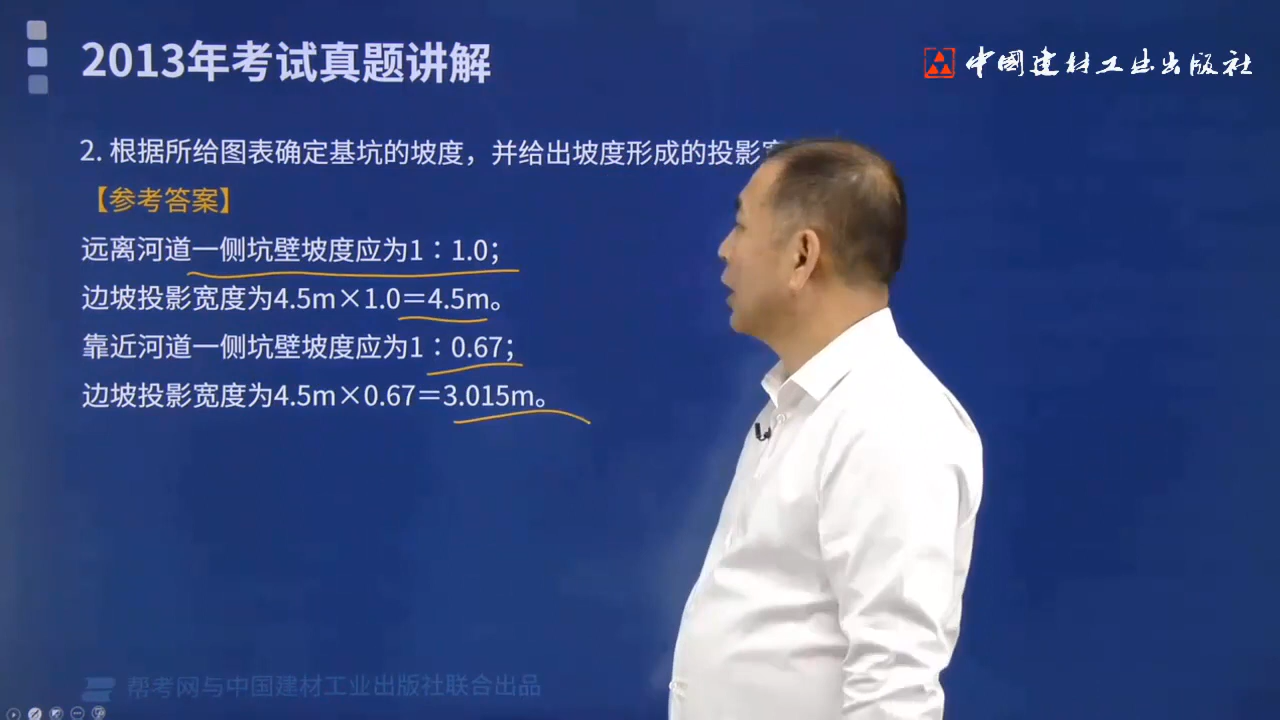 2013年考试真题讲解
中国建材工业出版社
2. 根据所给图表确定基坑的坡度，并给出坡度形成的投影
【参考答案】
远离河道一侧坑壁坡度应为1∶1.0；
边坡投影宽度为4.5m×1.0＝4.5m。
靠近河道一侧坑壁坡度应为1∶0.67；
边坡投影宽度为4.5m×0.67＝3.015m。
帮考网与中国建材工业出版社联合出品